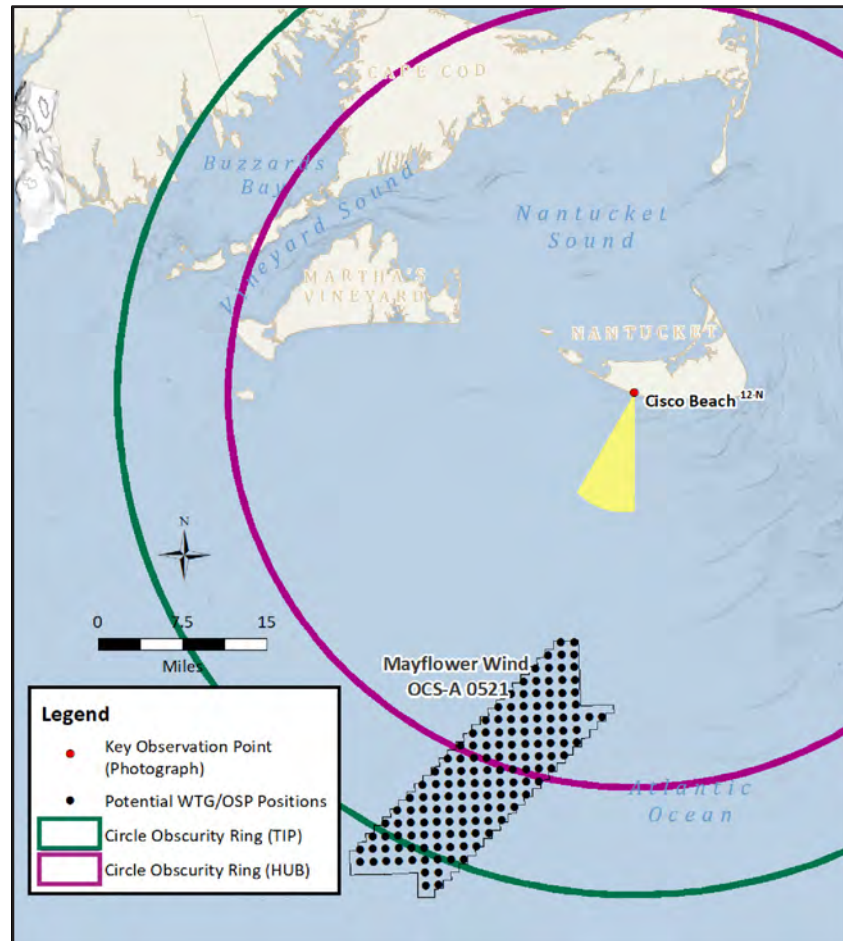 CAPE COD
Buzzards
Bay
Vineyard Sound
Nantucket
Sound
MARTHA'S
VINEYARD
NANTUCKET
Cisco Beach 12-N
N
0 7.5 15
Miles
Mayflower Wind
OCS-A 0521
Atlantic
Ocean
Legend
Key Observation Point
(Photograph)
Potential WTG/OSP Positions
Circle Obscurity Ring (TIP)
Circle Obscurity Ring (HUB)